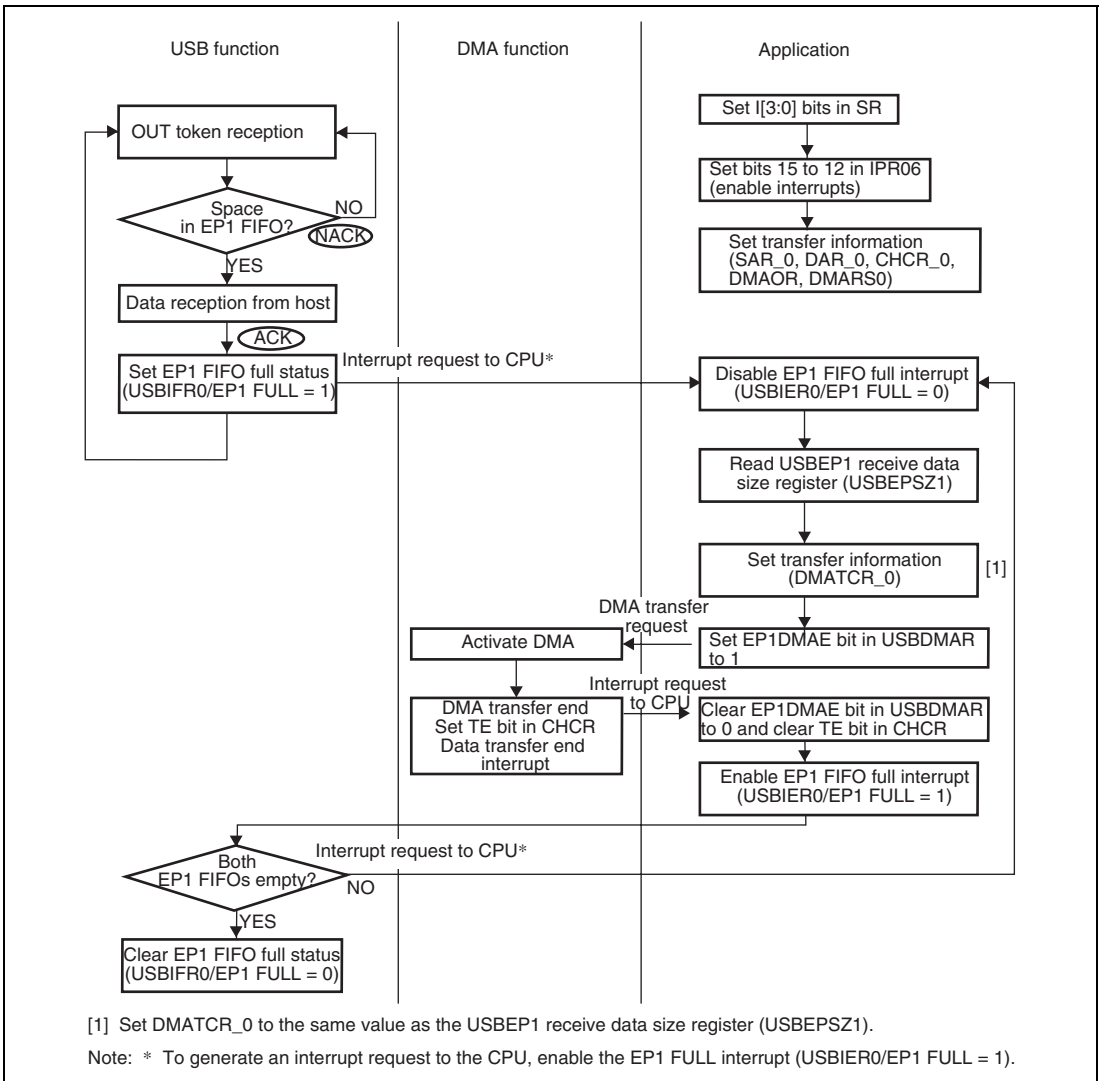 USB function
DMA function
Application
OUT token reception
Space
in EP1 FIFO?
NO
NACK
YES
Data reception from host
ACK
Set EP1 FIFO full status
(USBIFR0/EP1 FULL = 1)
Interrupt request to CPU*
Set I[3:0] bits in SR
Set bits 15 to 12 in IPR06
(enable interrupts)
Set transfer information
(SAR_0, DAR_0, CHCR_0,
DMAOR, DMARS0)
Disable EP1 FIFO full interrupt
(USBIER0/EP1 FULL = 0)
Read USBEP1 receive data
size register (USBEPSZ1)
Set transfer information
(DMATCR_0)
[1]
DMA transfer
request
Activate DMA
Set EP1DMAE bit in USBDMAR
to 1
Interrupt request
to CPU
DMA transfer end
Set TE bit in CHCR
Data transfer end
interrupt
Clear EP1DMAE bit in USBDMAR
to 0 and clear TE bit in CHCR
Enable EP1 FIFO full interrupt
(USBIER0/EP1 FULL = 1)
Both
EP1 FIFOs empty?
Interrupt request to CPU*
NO
YES
Clear EP1 FIFO full status
(USBIFR0/EP1 FULL = 0)
[1] Set DMATCR_0 to the same value as the USBEP1 receive data size register (USBEPSZ1).
Note: * To generate an interrupt request to the CPU, enable the EP1 FULL interrupt (USBIER0/EP1 FULL = 1).